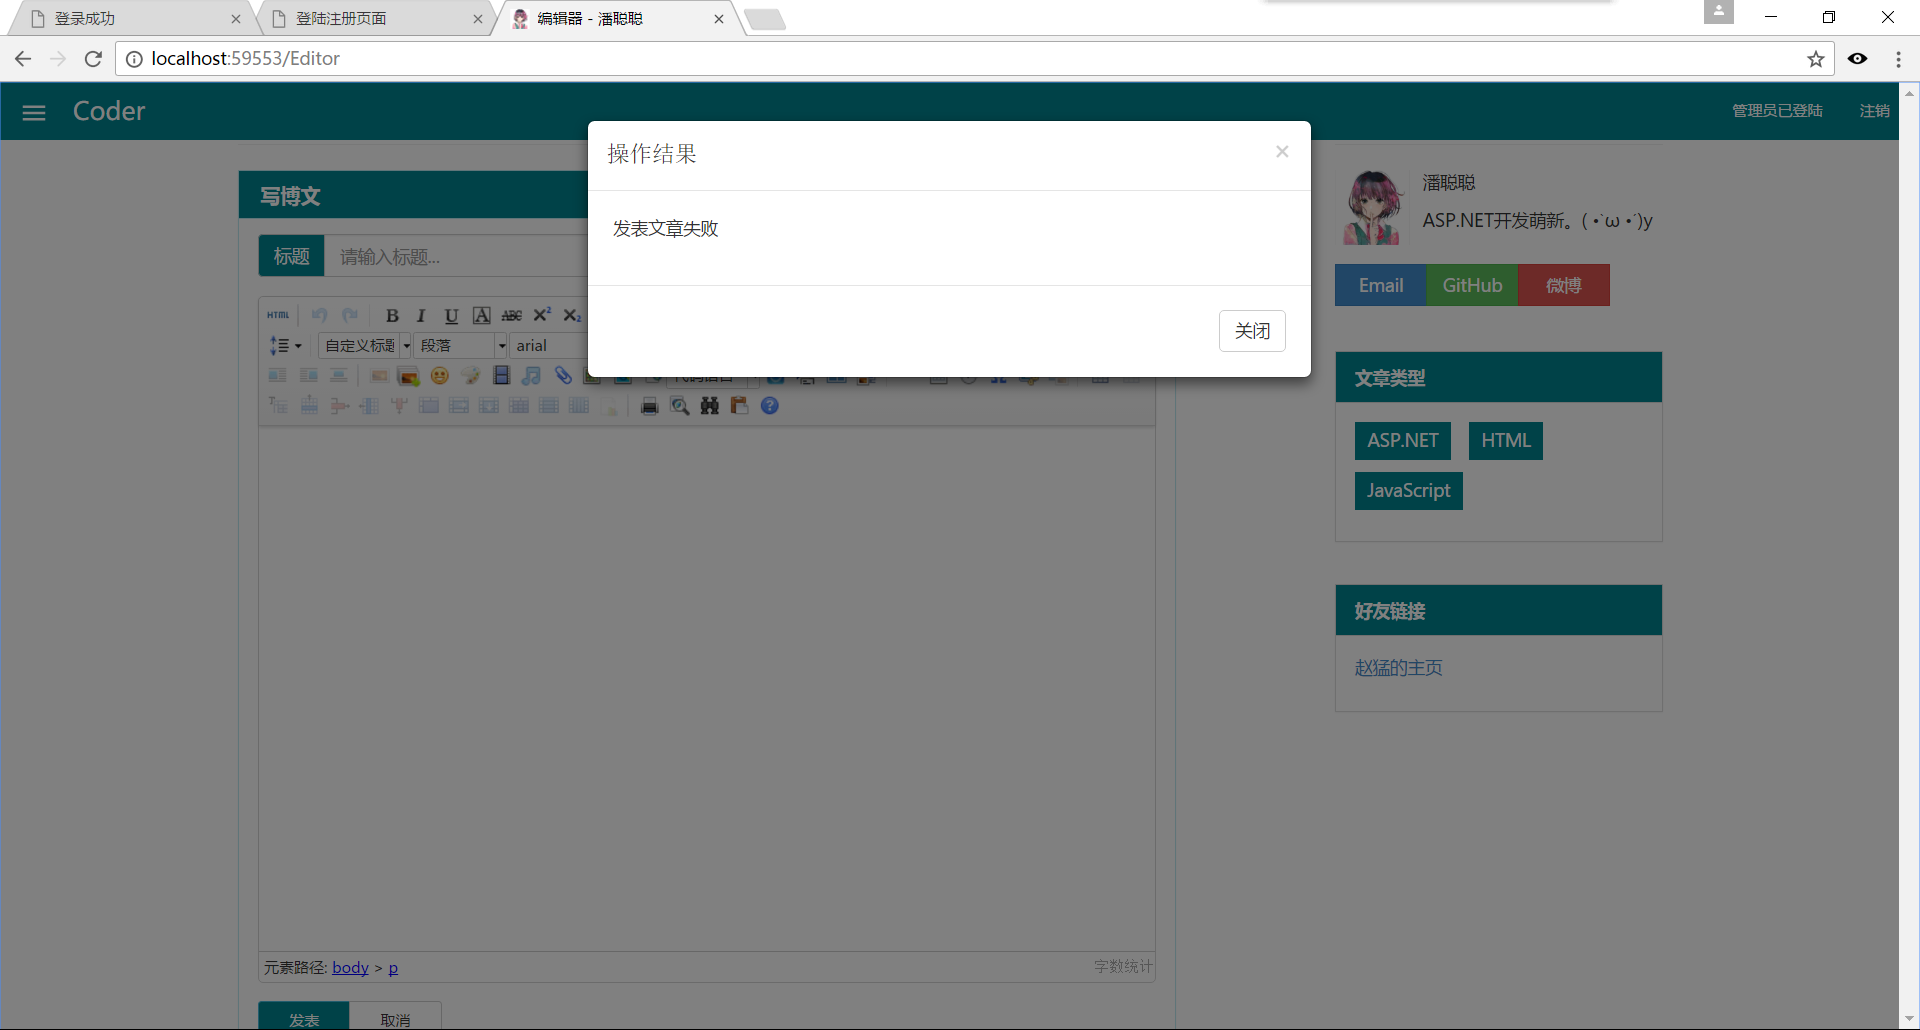 登录成功
登陆注册页面
编辑器 - 潘聪聪
localhost:59553/Editor
Coder
管理员已登陆
注销
操作结果
×
发表文章失败
关闭
写博文
标题
请输入标题...
HTML
B I U A ABC X² X₂
自定义标题
段落
arial
元素路径: body > p
字数统计
发表
取消
潘聪聪
ASP.NET开发萌新。( •̀ ω •́ )y
Email
GitHub
微博
文章类型
ASP.NET
HTML
JavaScript
好友链接
赵猛的主页